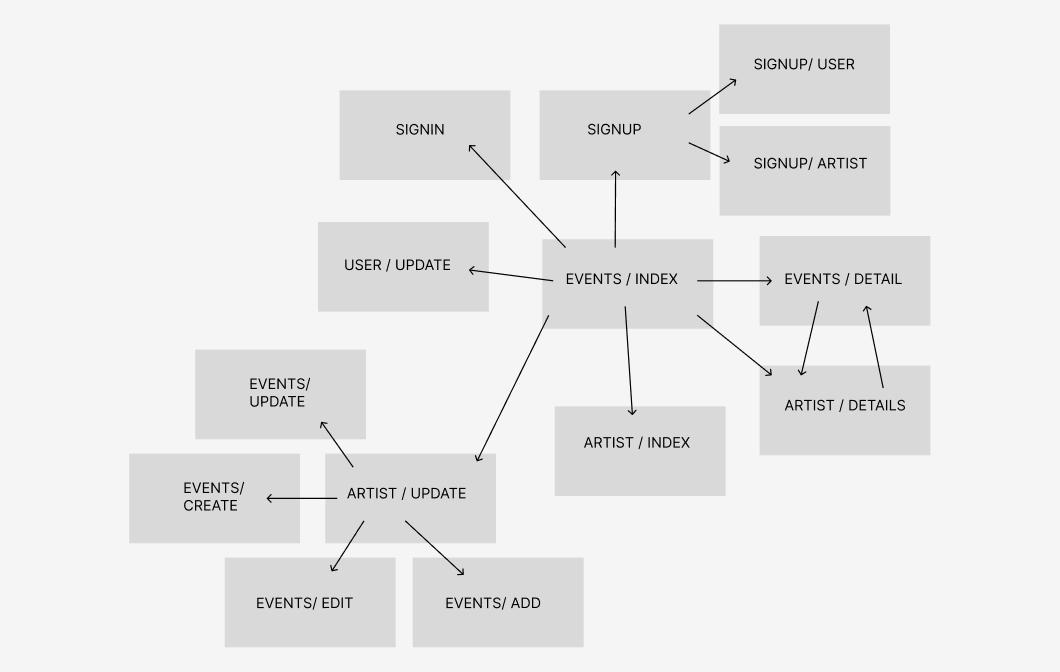 SIGNUP/ USER
SIGNIN
SIGNUP
SIGNUP/ ARTIST
USER / UPDATE
EVENTS / INDEX
EVENTS / DETAIL
EVENTS/
UPDATE
ARTIST / DETAILS
ARTIST / INDEX
EVENTS/
CREATE
ARTIST / UPDATE
EVENTS/ EDIT
EVENTS/ ADD